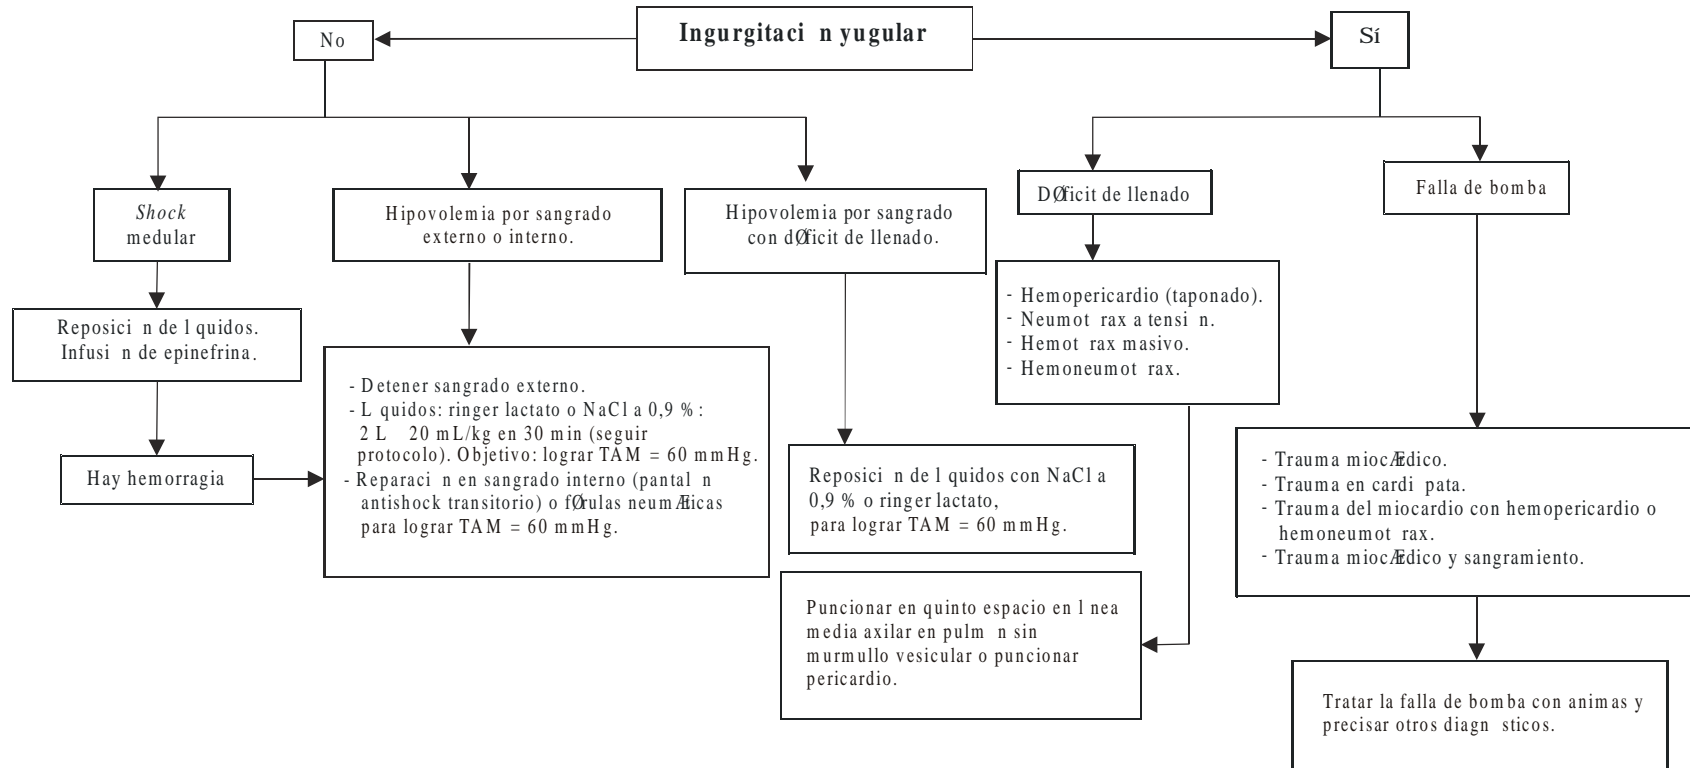 Ingurgitaci n yugular
No
Sí
Shock
medular
Hipovolemia por sangrado
externo o interno.
Hipovolemia por sangrado
con dØficit de llenado.
DØficit de llenado
Falla de bomba
Reposici n de l quidos.
Infusi n de epinefrina.
Hay hemorragia
- Detener sangrado externo.
- L quidos: ringer lactato o NaCl a 0,9 % :
2 L 20 mL/kg en 30 min (seguir
protocolo). Objetivo: lograr TAM = 60 mmHg.
- Reparaci n en sangrado interno (pantal n
antishock transitorio) o fØrulas neumÆticas
para lograr TAM = 60 mmHg.
Reposici n de l quidos con NaCl a
0,9 % o ringer lactato,
para lograr TAM = 60 mmHg.
- Hemopericardio (taponado).
- Neumot rax a tensi n.
- Hemot rax masivo.
- Hemoneumot rax.
Puncionar en quinto espacio en l nea
media axilar en pulm n sin
murmullo vesicular o puncionar
pericardio.
- Trauma miocÆrdico.
- Trauma en cardi pata.
- Trauma del miocardio con hemopericardio o
hemoneumot rax.
- Trauma miocÆrdico y sangramiento.
Tratar la falla de bomba con animas y
precisar otros diagn sticos.